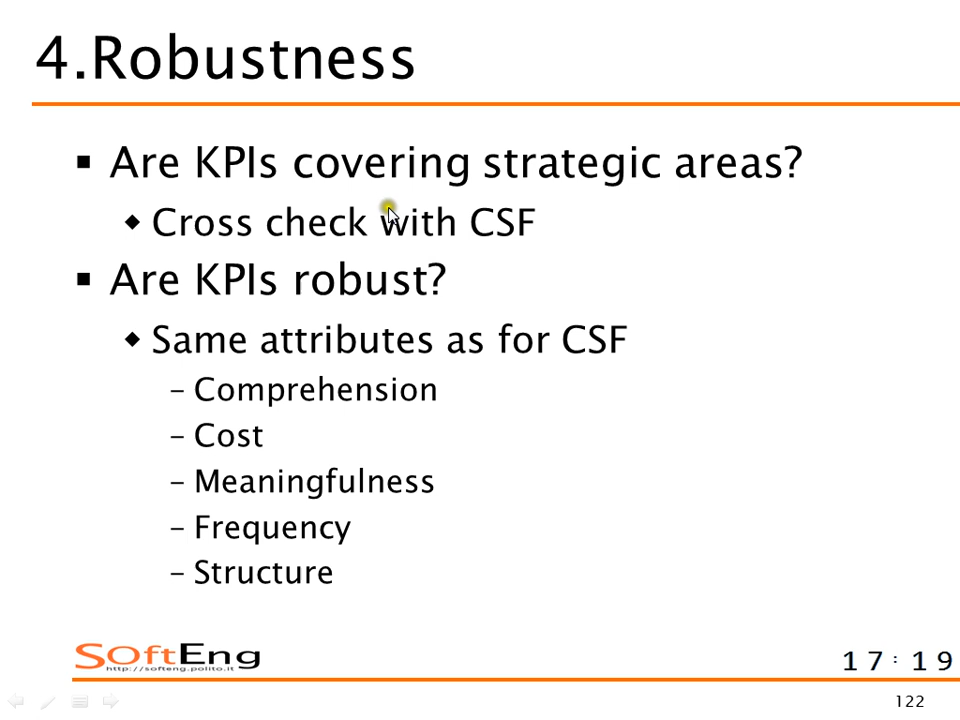 4.Robustness
▪ Are KPIs covering strategic areas?
◆ Cross check with CSF
▪ Are KPIs robust?
◆ Same attributes as for CSF
– Comprehension
– Cost
– Meaningfulness
– Frequency
– Structure
SOftEng
http://softeng.polito.it
17:19
122